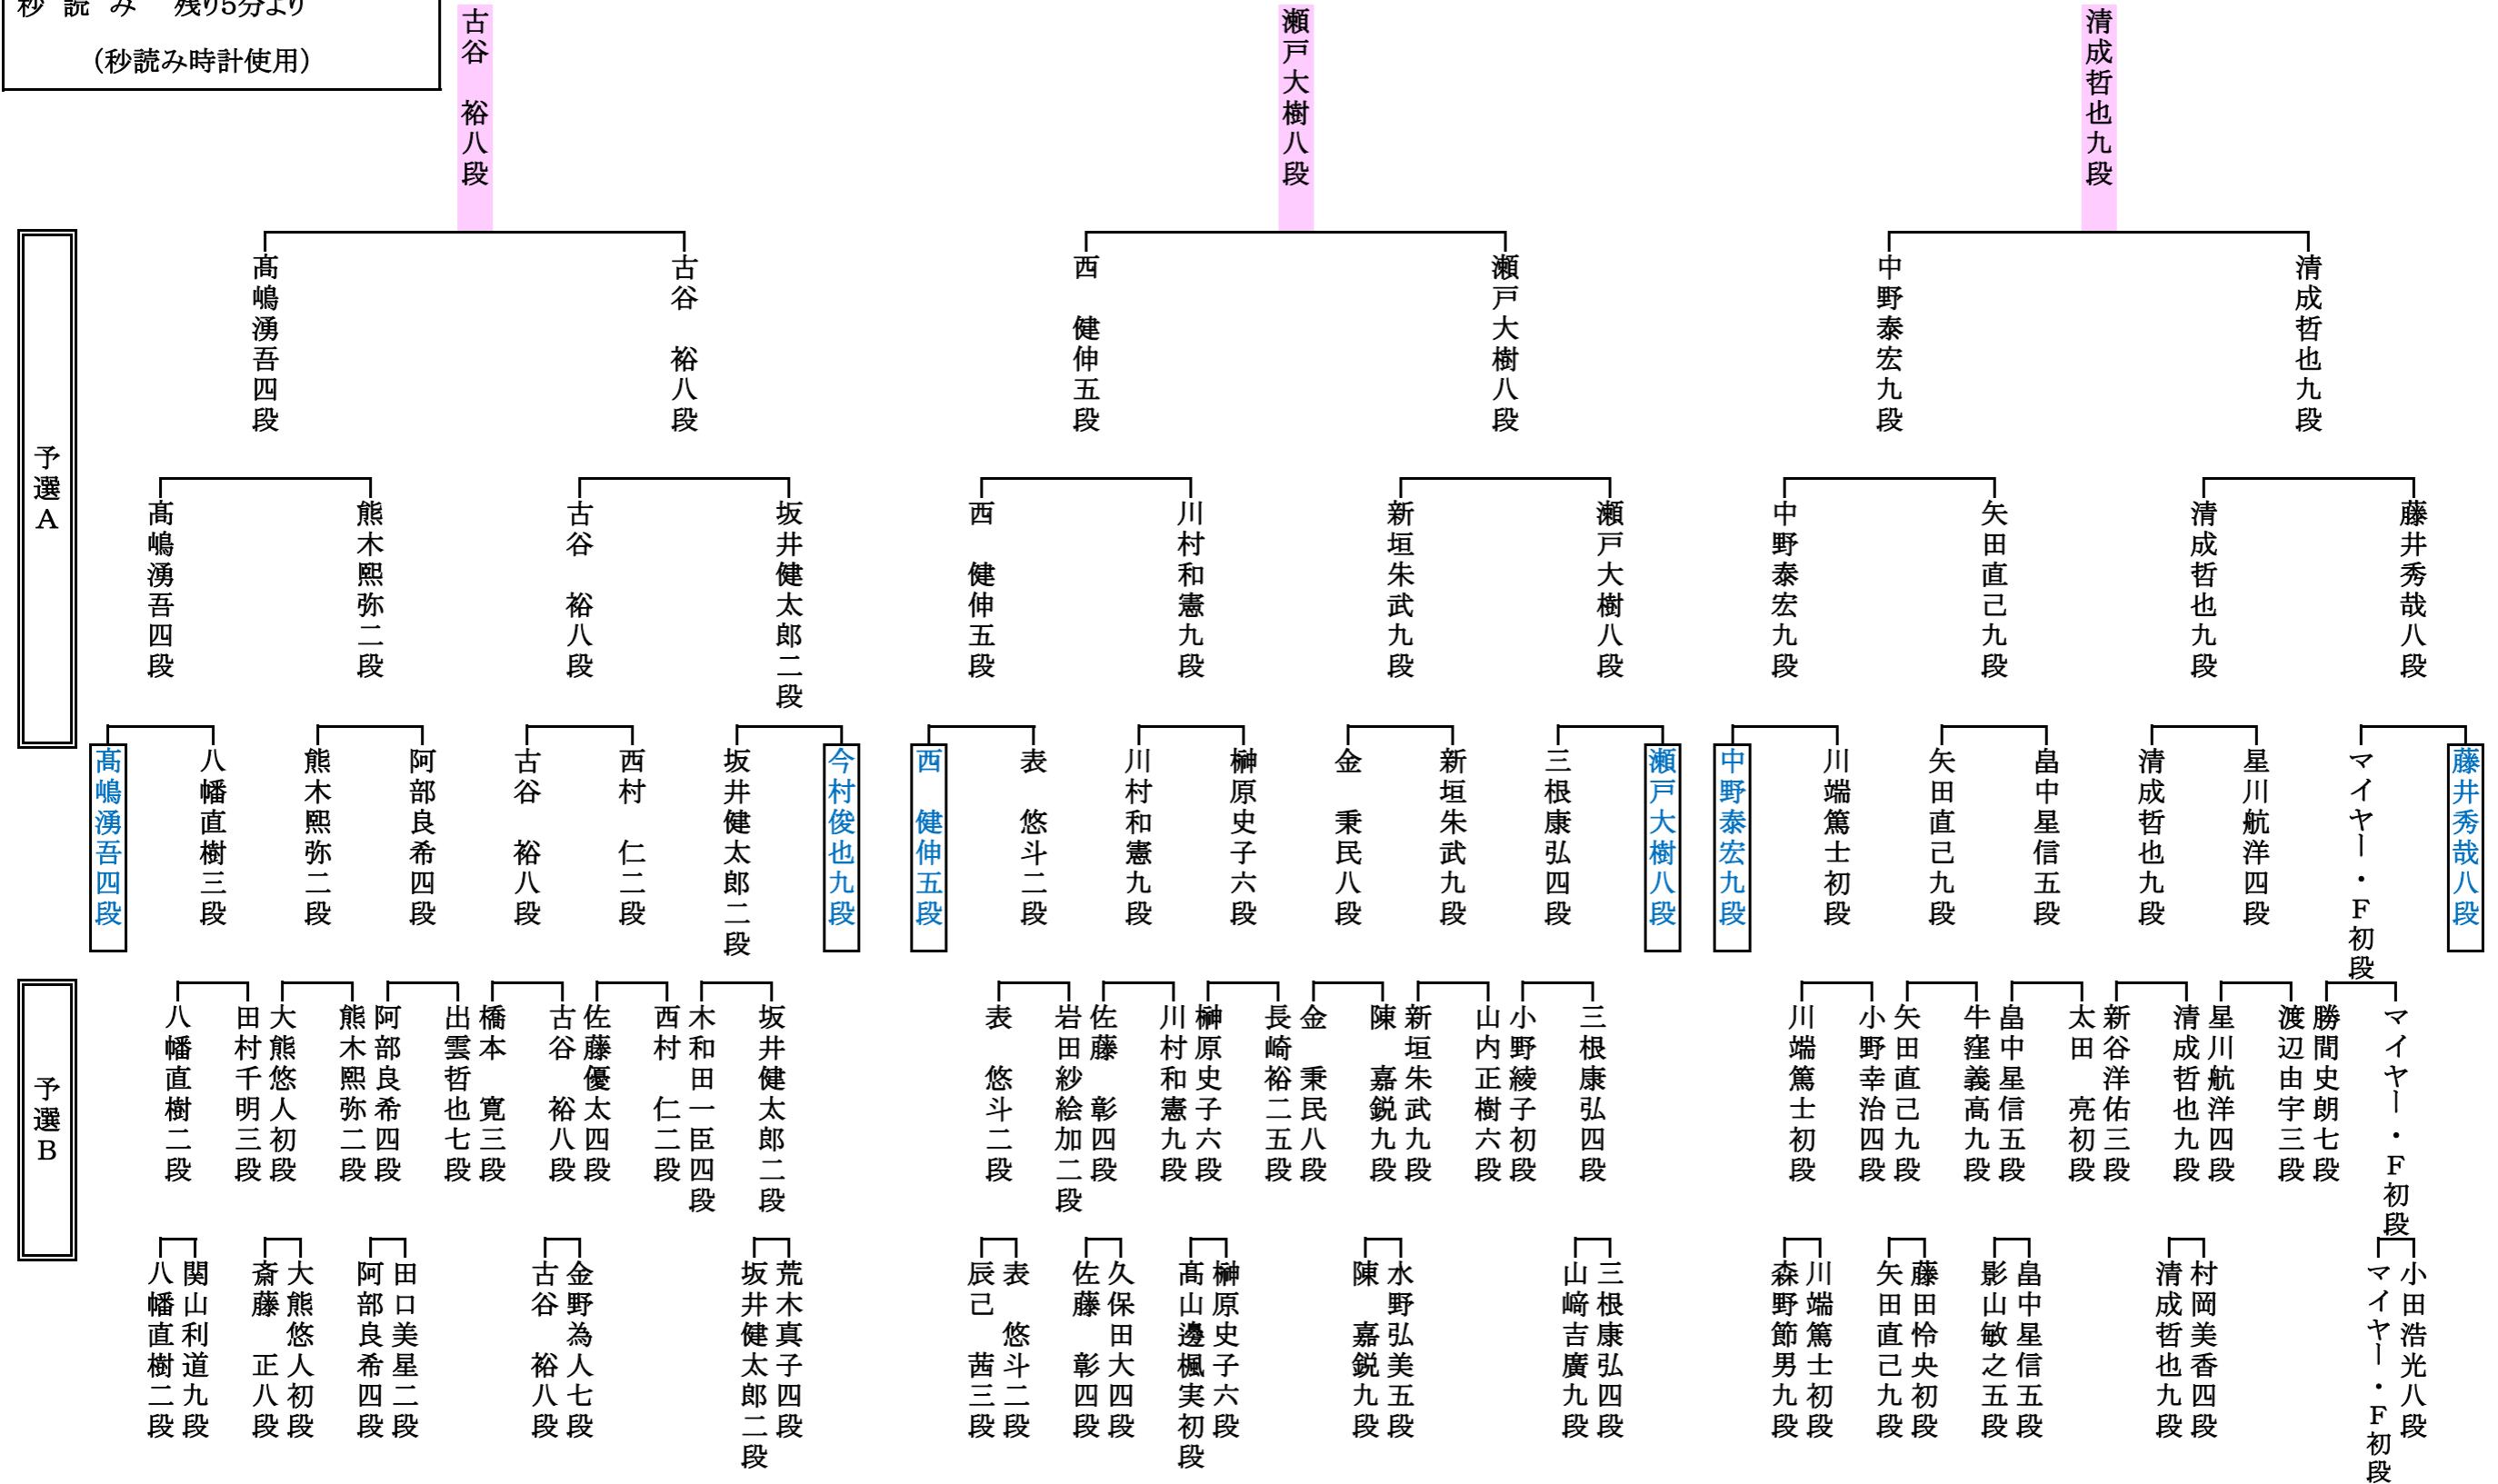 秒 読 み 残り5分より
(秒読み時計使用)
古谷 裕八段
瀬戸大樹八段
清成哲也九段
予選A
髙嶋湧吾四段
古谷 裕八段
西 健伸五段
瀬戸大樹八段
中野泰宏九段
清成哲也九段
髙嶋湧吾四段
熊木熙弥二段
古谷 裕八段
坂井健太郎二段
西 健伸五段
川村和憲九段
新垣朱武九段
瀬戸大樹八段
中野泰宏九段
矢田直己九段
清成哲也九段
藤井秀哉八段
髙嶋湧吾四段
八幡直樹三段
熊木熙弥二段
阿部良希四段
古谷 裕八段
西村 仁二段
坂井健太郎二段
今村俊也九段
西 健伸五段
表 悠斗二段
川村和憲九段
榊原史子六段
金 秉民八段
新垣朱武九段
三根康弘四段
瀬戸大樹八段
中野泰宏九段
川端篤士初段
矢田直己九段
畠中星信五段
清成哲也九段
星川航洋四段
マイヤー・F初段
藤井秀哉八段
予選B
八幡直樹二段
田村千明三段
大熊悠人初段
熊木熙弥二段
阿部良希四段
出雲哲也七段
橋本 寛三段
古谷 裕八段
佐藤優太四段
西村 仁二段
木和田一臣四段
坂井健太郎二段
表 悠斗二段
岩田紗絵加二段
佐藤 彰四段
川村和憲九段
榊原史子六段
長崎裕二五段
金 秉民八段
陳 嘉鋭九段
新垣朱武九段
山内正樹六段
小野綾子初段
三根康弘四段
川端篤士初段
小野幸治四段
矢田直己九段
牛窪義高九段
畠中星信五段
太田 亮初段
新谷洋佑三段
清成哲也九段
星川航洋四段
渡辺由宇三段
勝間史朗七段
マイヤー・F初段
八幡直樹二段
関山利道九段
斎藤 正八段
大熊悠人初段
阿部良希四段
田口美星二段
古谷 裕八段
金野為人七段
坂井健太郎二段
荒木真子四段
辰己 茜三段
表 悠斗二段
佐藤 彰四段
久保田大四段
髙山邊楓実初段
榊原史子六段
陳 嘉鋭九段
水野弘美五段
山﨑吉廣九段
三根康弘四段
森野節男九段
川端篤士初段
矢田直己九段
藤田怜央初段
影山敏之五段
畠中星信五段
清成哲也九段
村岡美香四段
マイヤー・F初段
小田浩光八段